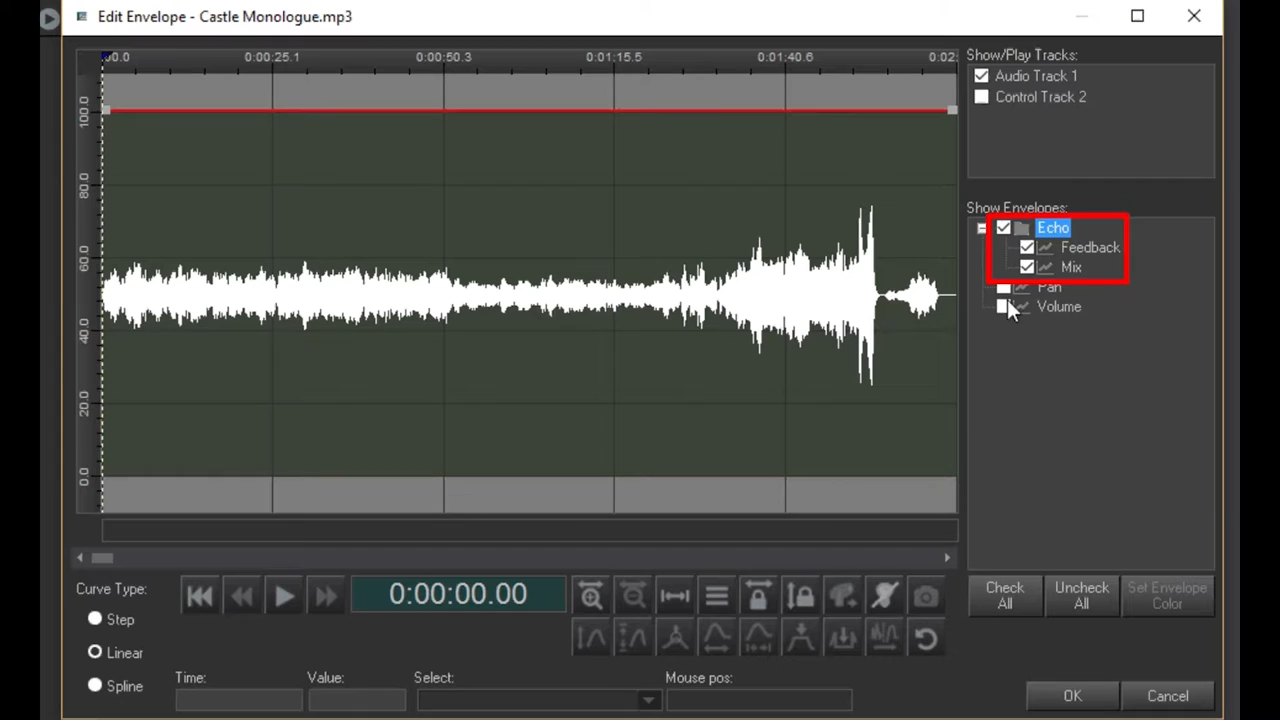 Edit Envelope - Castle Monologue.mp3
Show/Play Tracks:
0:00:25.1
0:00:50.3
0:01:15.5
0:01:40.6
Audio Track 1
Control Track 2
100.0
80.0
60.0
40.0
20.0
0.0
Show Envelopes:
Echo
Feedback
Mix
Pan
Volume
Curve Type:
Step
Linear
Spline
0:00:00.00
Check All
Uncheck All
Set Envelope Color
Time:
Value:
Select:
Mouse pos:
OK
Cancel